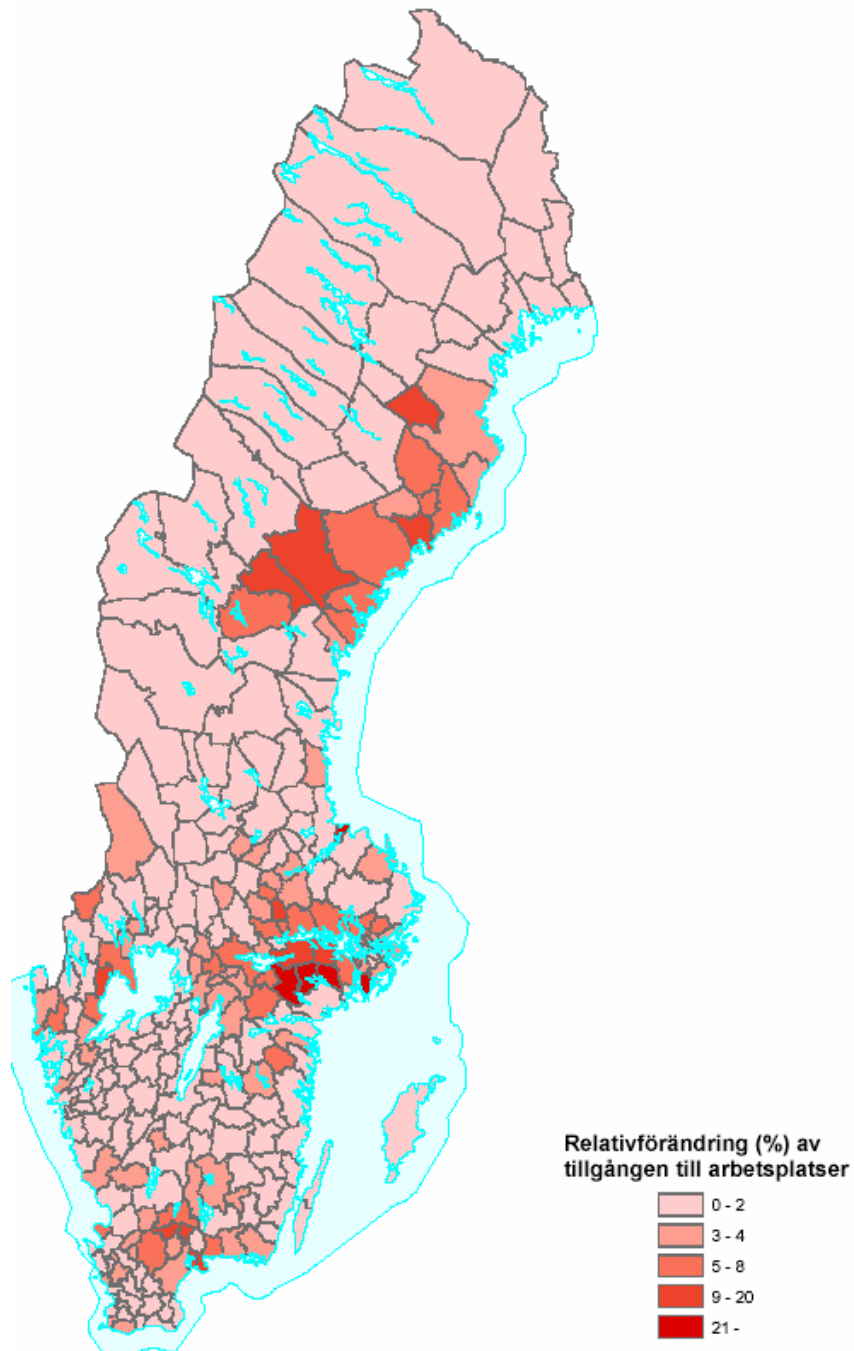 Relativförändring (%) av
tillgången till arbetsplatser
0 - 2
3 - 4
5 - 8
9 - 20
21 -